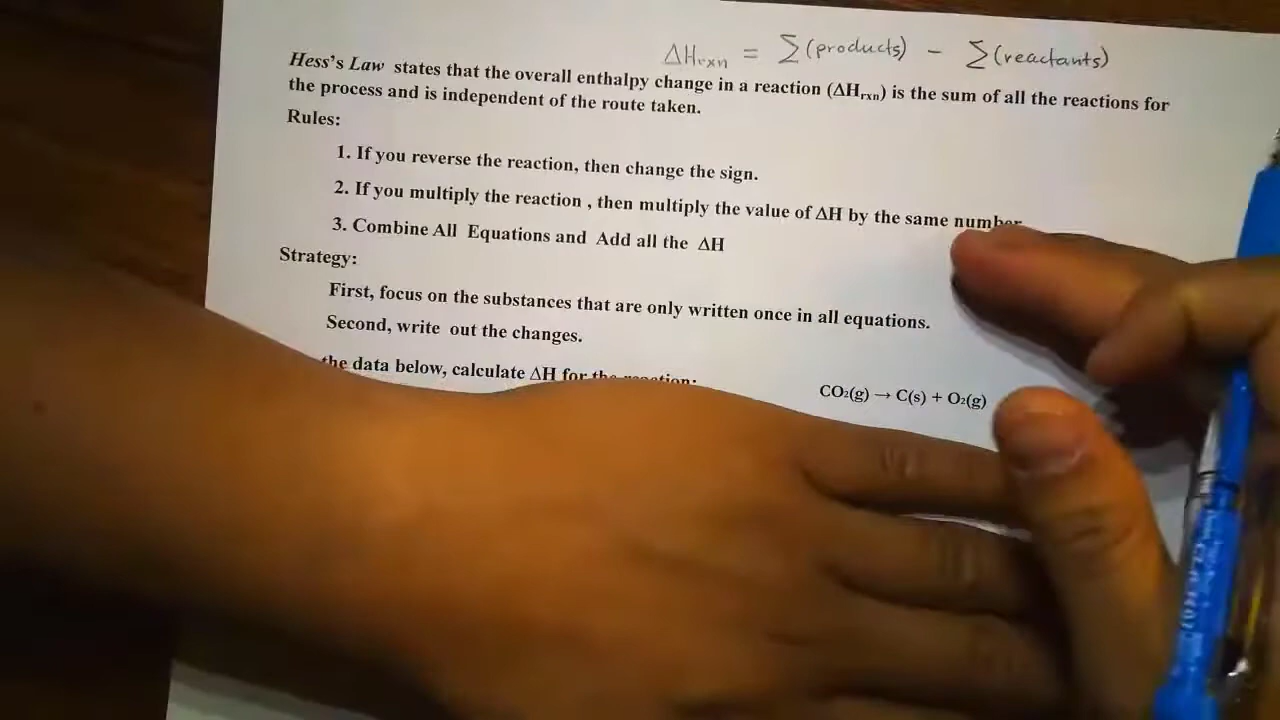 ΔHrxn = Σ(products) - Σ(reactants)
Hess's Law states that the overall enthalpy change in a reaction (ΔHrxn) is the sum of all the reactions for
the process and is independent of the route taken.
Rules:
1. If you reverse the reaction, then change the sign.
2. If you multiply the reaction , then multiply the value of ΔH by the same number
3. Combine All Equations and Add all the ΔH
Strategy:
First, focus on the substances that are only written once in all equations.
Second, write out the changes.
the data below, calculate ΔH for the reaction:
CO2(g) → C(s) + O2(g)